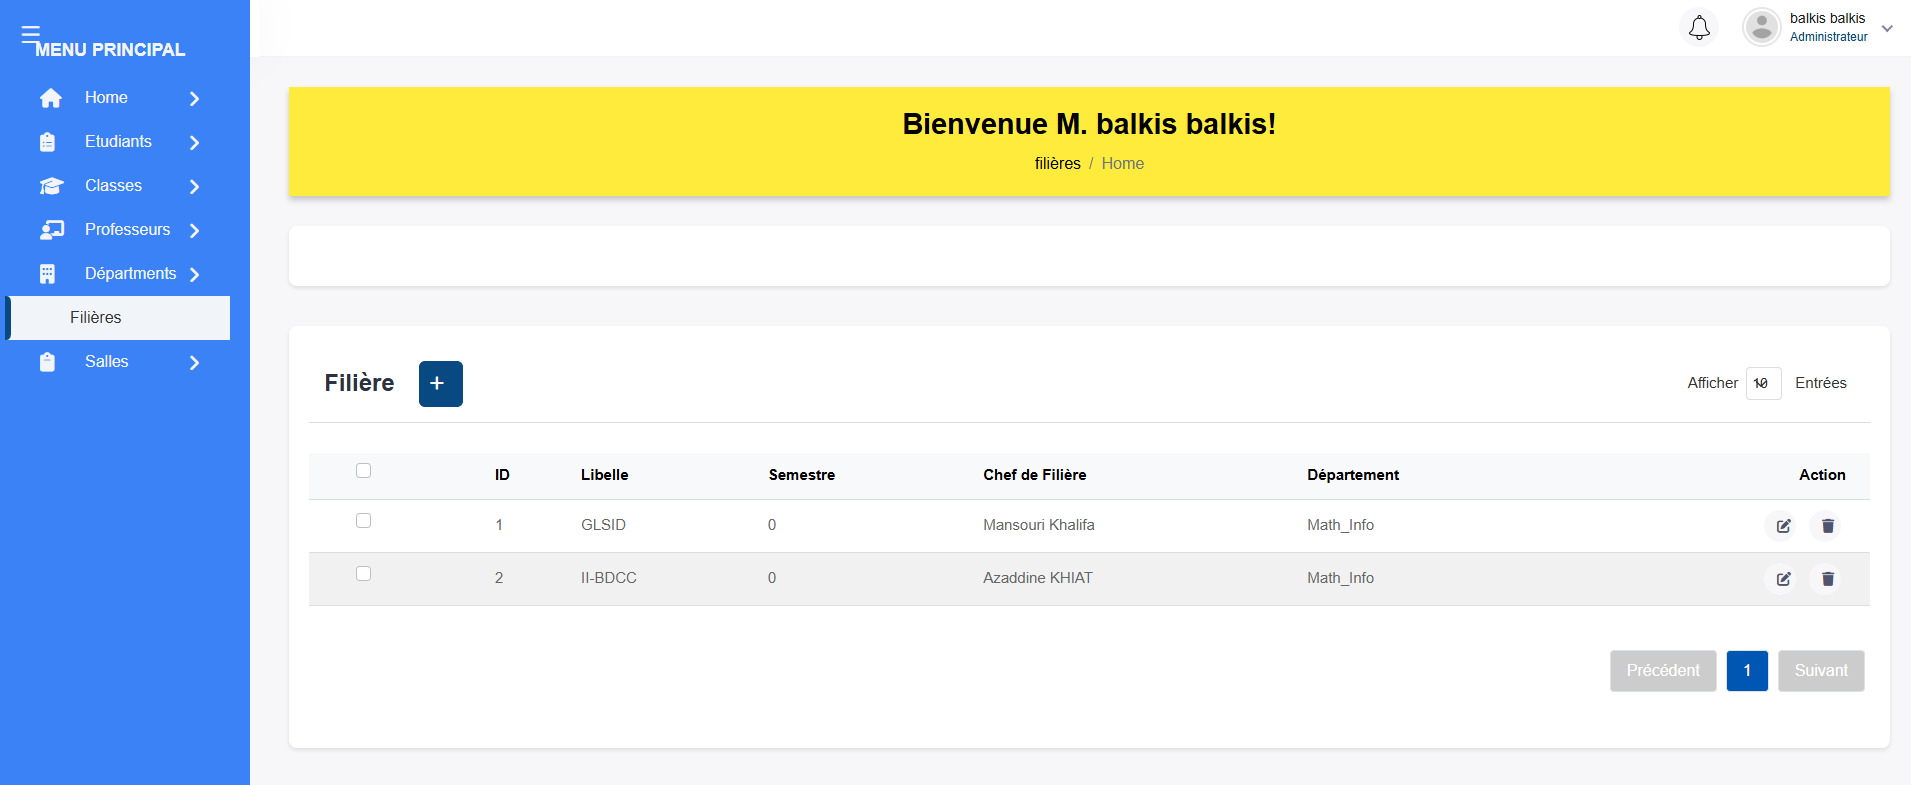 MENU PRINCIPAL
Home
Etudiants
Classes
Professeurs
Départments
Filières
Salles
balkis balkis
Administrateur
Bienvenue M. balkis balkis!
filières / Home
Filière +
Afficher 10 Entrées
ID Libelle Semestre Chef de Filière Département Action
1 GLSID 0 Mansouri Khalifa Math_Info
2 II-BDCC 0 Azaddine KHIAT Math_Info
Précédent 1 Suivant